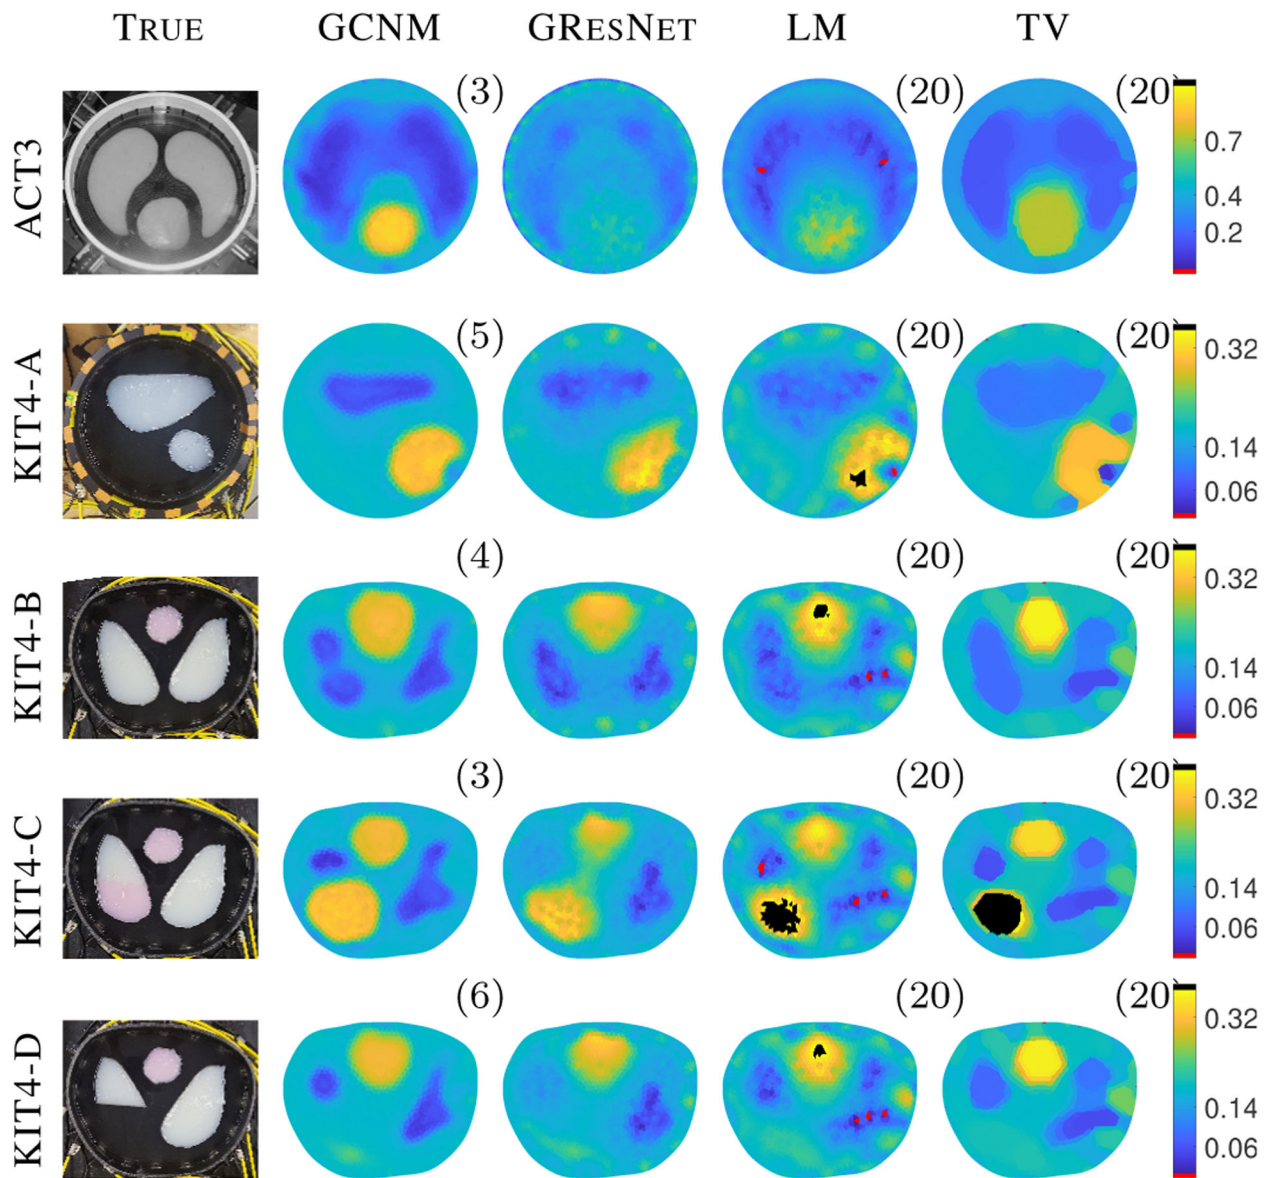 TRUE GCNM GRESNET LM TV
ACT3 (3) (20) (20)
0.7
0.4
0.2
KIT4-A (5) (20) (20)
0.32
0.14
0.06
KIT4-B (4) (20) (20)
0.32
0.14
0.06
KIT4-C (3) (20) (20)
0.32
0.14
0.06
KIT4-D (6) (20) (20)
0.32
0.14
0.06